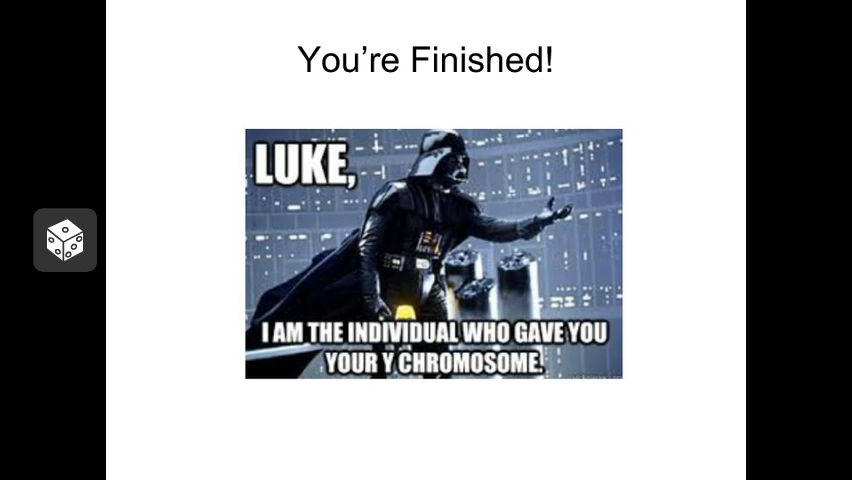 You’re Finished!
LUKE,
I AM THE INDIVIDUAL WHO GAVE YOU
YOUR Y CHROMOSOME.